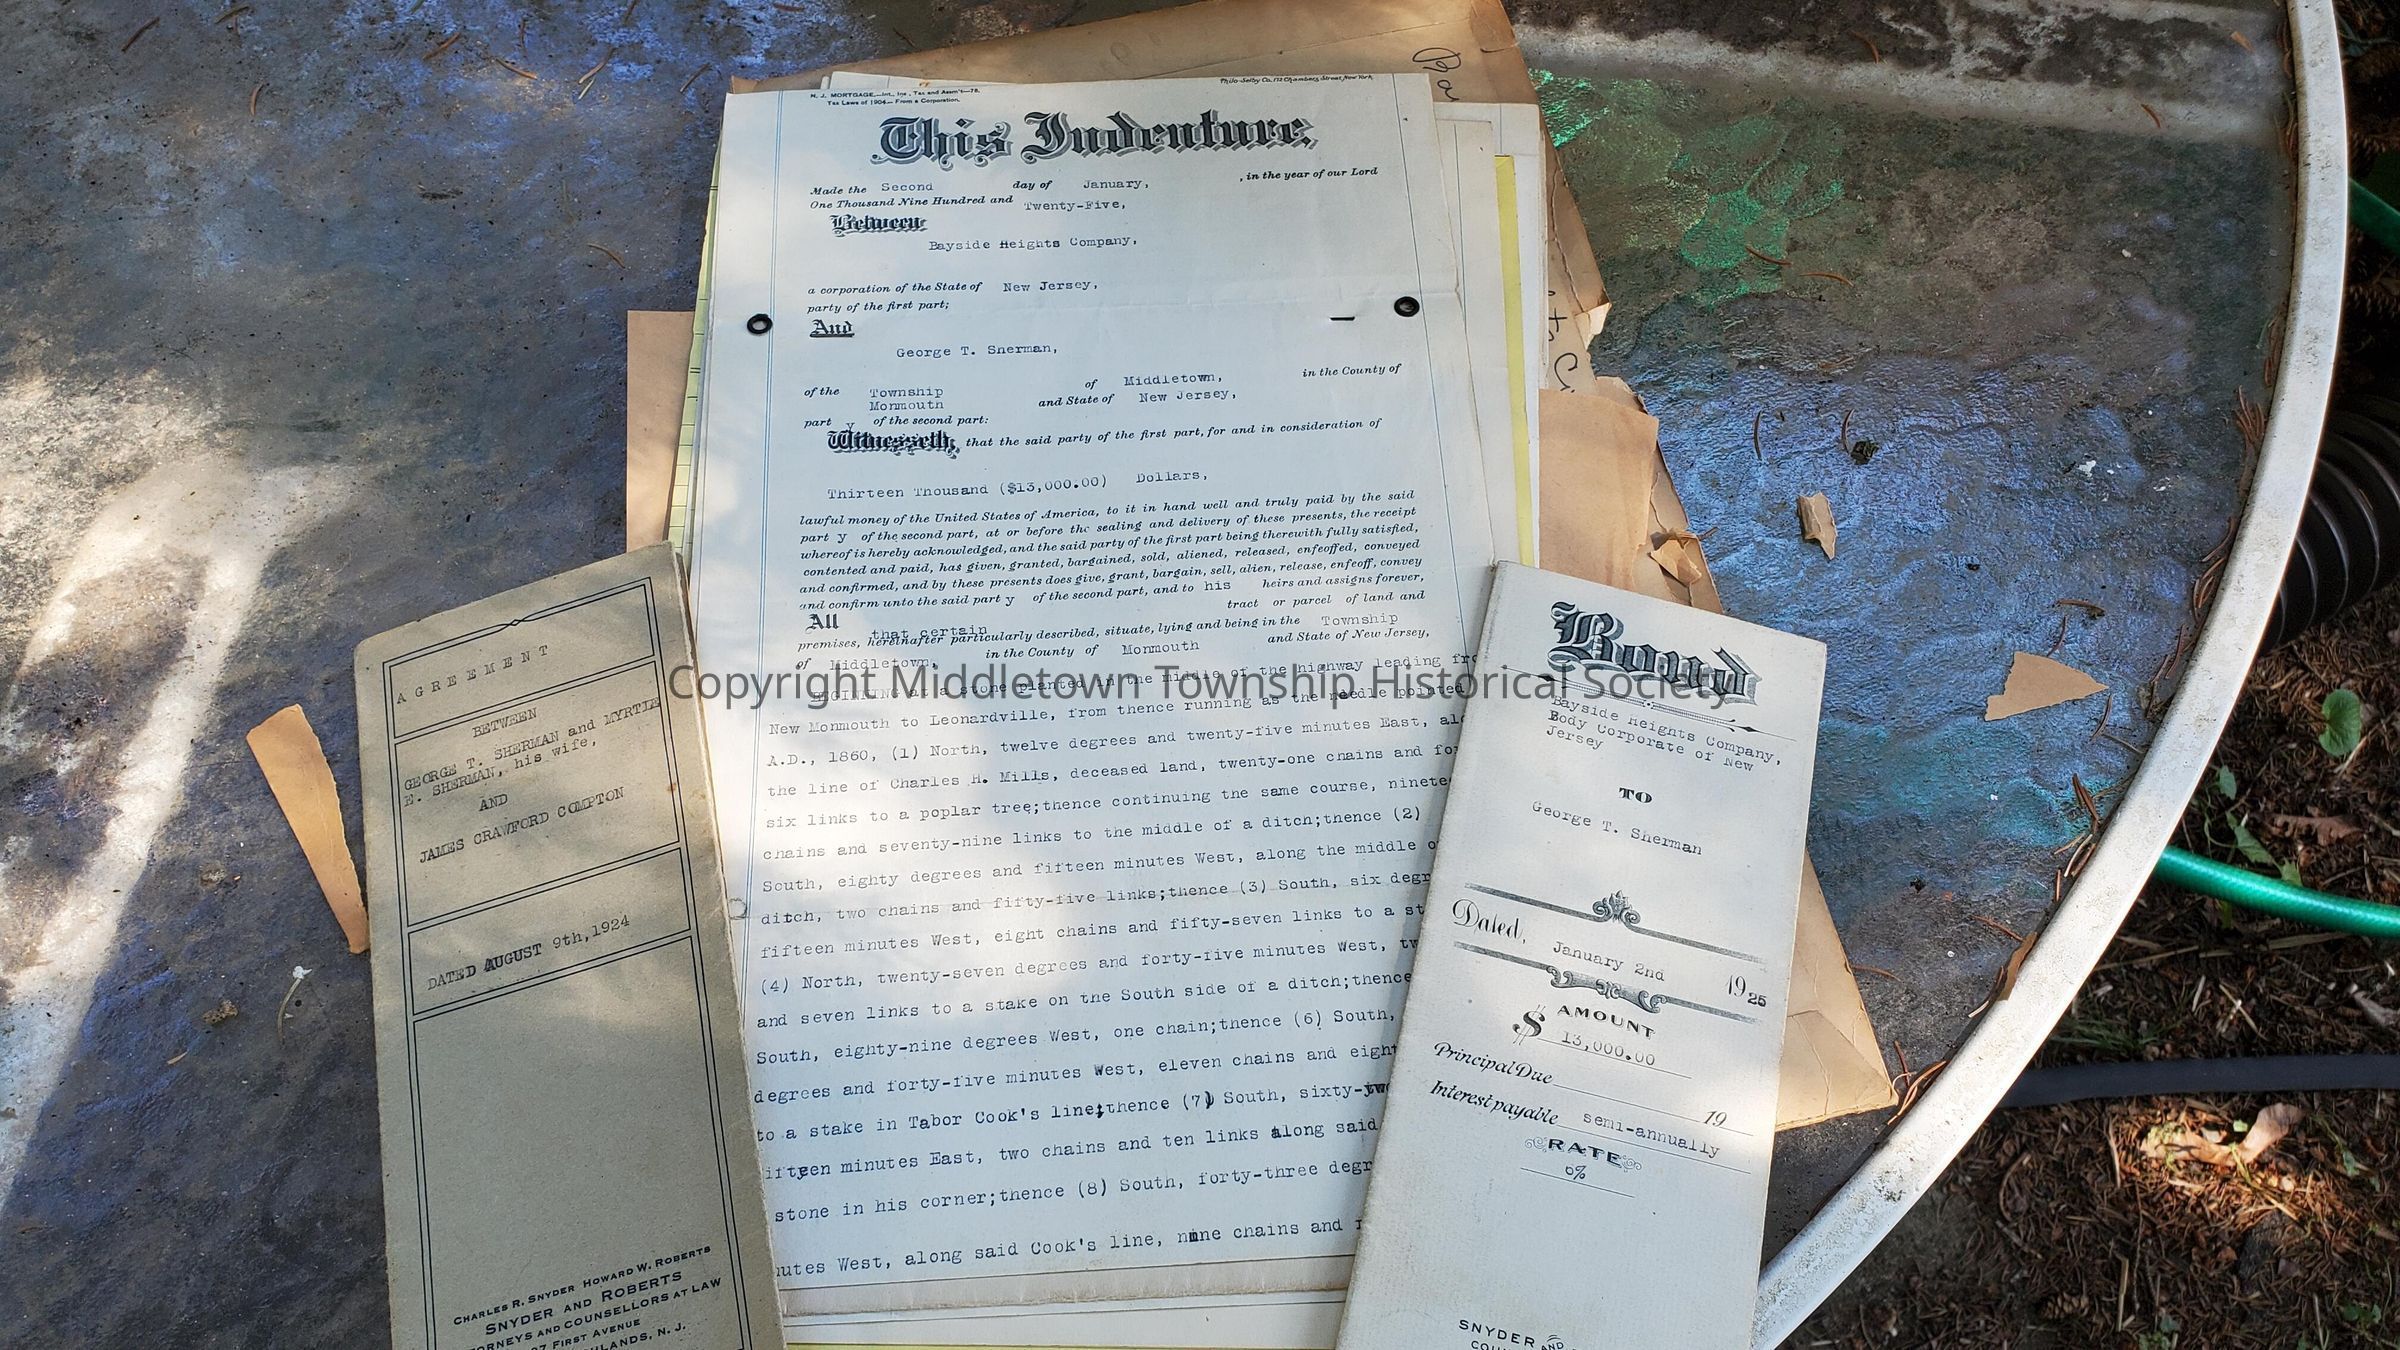 N. J. MORTGAGE.—Int., Ins., Tax and Assm't—78.
Tax Laws of 1904— From a Corporation.
Philo-Selby Co. 172 Chambers Street, New York
This Indenture,
Made the Second day of January, , in the year of our Lord
One Thousand Nine Hundred and Twenty-Five,
Between
Bayside Heights Company,
a corporation of the State of New Jersey,
party of the first part;
And
George T. Sherman,
of the Township of Middletown, in the County of
Monmouth and State of New Jersey,
part y of the second part:
Witnesseth, that the said party of the first part, for and in consideration of
Thirteen Thousand ($13,000.00) Dollars,
lawful money of the United States of America, to it in hand well and truly paid by the said
part y of the second part, at or before the sealing and delivery of these presents, the receipt
whereof is hereby acknowledged, and the said party of the first part being therewith fully satisfied,
contented and paid, has given, granted, bargained, sold, aliened, released, enfeoffed, conveyed
and confirmed, and by these presents does give, grant, bargain, sell, alien, release, enfeoff, convey
and confirm unto the said part y of the second part, and to his heirs and assigns forever,
All that certain tract or parcel of land and
premises, hereinafter particularly described, situate, lying and being in the Township
of Middletown, in the County of Monmouth and State of New Jersey,
BEGINNING at a stone planted in the middle of the highway leading
New Monmouth to Leonardville, from thence running as the needle pointed
A.D., 1860, (1) North, twelve degrees and twenty-five minutes East,
the line of Charles H. Mills, deceased land, twenty-one chains and
six links to a poplar tree;thence continuing the same course,
chains and seventy-nine links to the middle of a ditch;thence (2)
South, eighty degrees and fifteen minutes West, along the middle
ditch, two chains and fifty-five links;thence (3) South, six
fifteen minutes West, eight chains and fifty-seven links to a
(4) North, twenty-seven degrees and forty-five minutes West,
and seven links to a stake on the South side of a ditch;thence
South, eighty-nine degrees West, one chain;thence (6) South,
degrees and forty-five minutes West, eleven chains and
to a stake in Tabor Cook's line;thence (7) South, sixty-two
fifteen minutes East, two chains and ten links along said
stone in his corner;thence (8) South, forty-three
West, along said Cook's line, nine chains and
Copyright Middletown Township Historical Society
AGREEMENT
BETWEEN
GEORGE T. SHERMAN and MYRTIE
E. SHERMAN, his wife,
AND
JAMES CRAWFORD COMPTON
DATED AUGUST 9th,1924
CHARLES R. SNYDER HOWARD W. ROBERTS
SNYDER AND ROBERTS
ORNEYS AND COUNSELLORS AT LAW
FIRST AVENUE
HLANDS, N. J.
Bond
Bayside Heights Company,
Body Corporate of New
Jersey
TO
George T. Sherman
Dated, January 2nd 1925
AMOUNT
$ 13,000.00
Principal Due 19
Interest payable semi-annually
RATE
6%
SNYDER AND